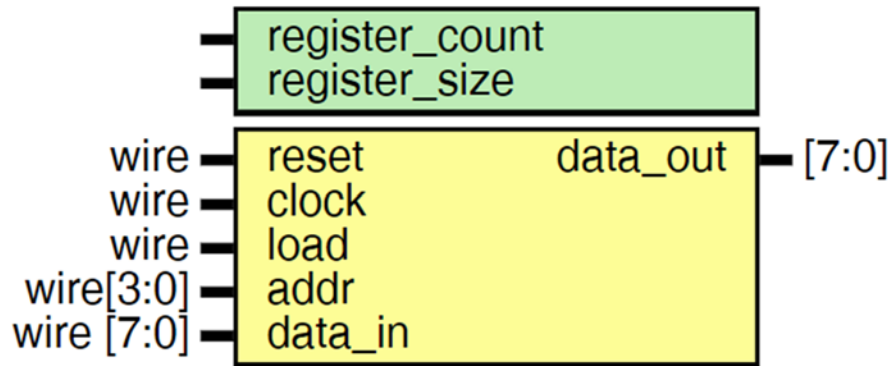 register_count
register_size
wire reset data_out [7:0]
wire clock
wire load
wire[3:0] addr
wire [7:0] data_in